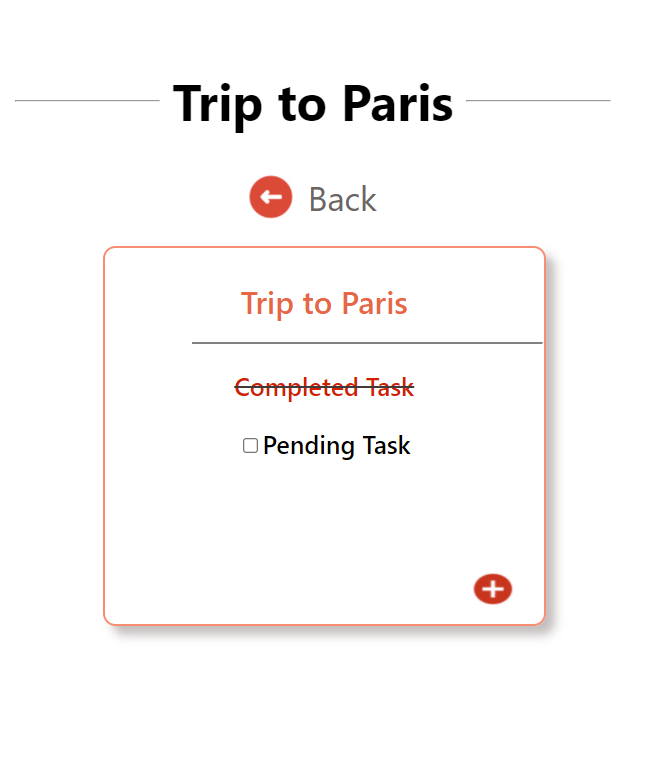 Trip to Paris
Back
Trip to Paris
Completed Task
Pending Task